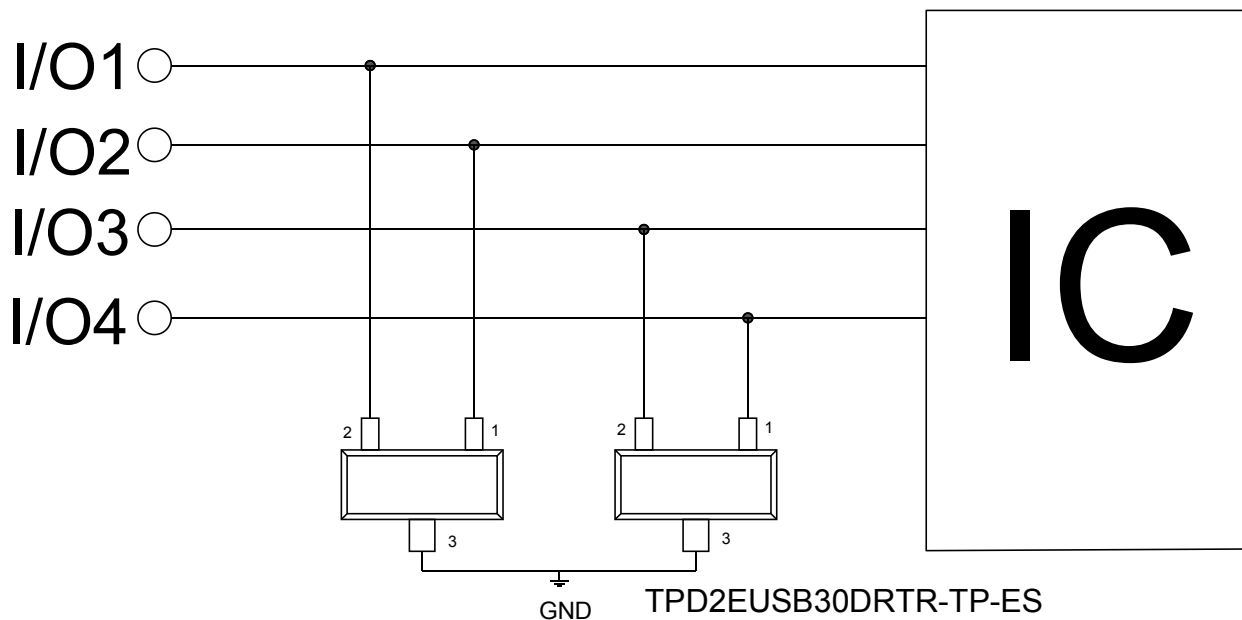 I/O1
I/O2
I/O3
I/O4
IC
2 1 2 1
3 3
GND
TPD2EUSB30DRTR-TP-ES